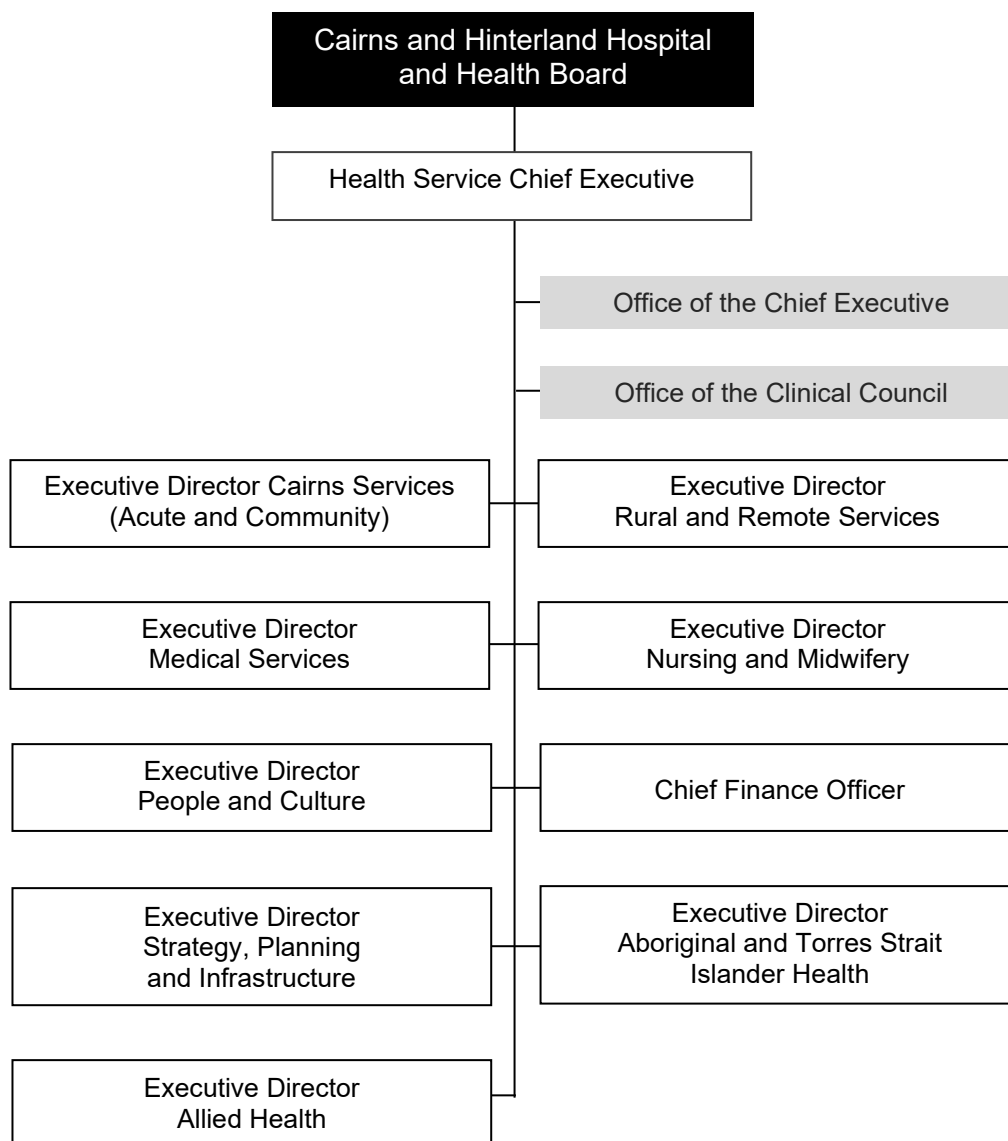 Cairns and Hinterland Hospital
and Health Board
Health Service Chief Executive
Office of the Chief Executive
Office of the Clinical Council
Executive Director Cairns Services
(Acute and Community)
Executive Director
Rural and Remote Services
Executive Director
Medical Services
Executive Director
Nursing and Midwifery
Executive Director
People and Culture
Chief Finance Officer
Executive Director
Strategy, Planning
and Infrastructure
Executive Director
Aboriginal and Torres Strait
Islander Health
Executive Director
Allied Health